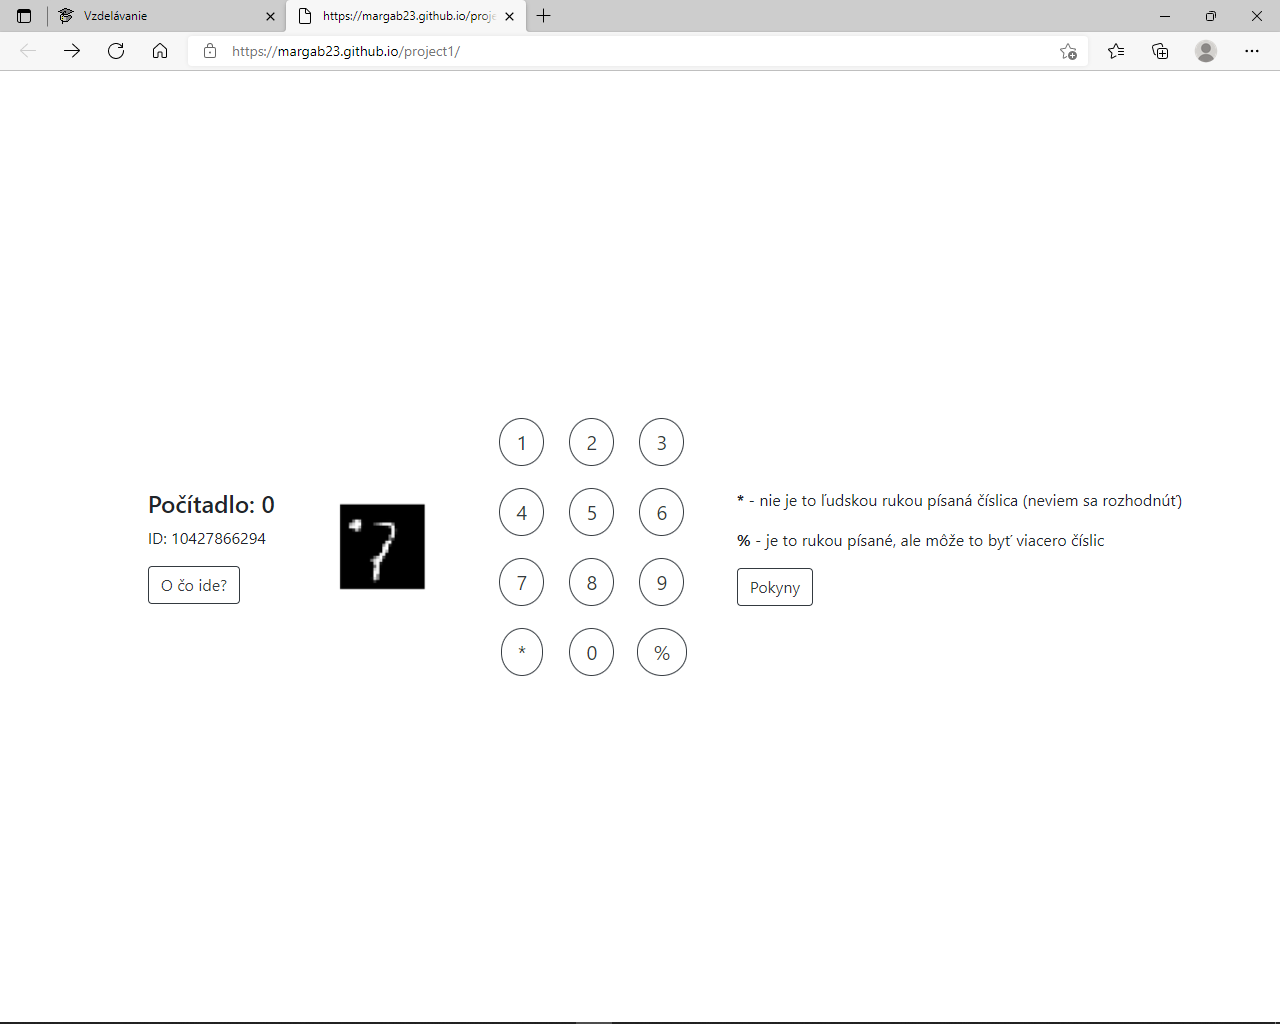 Vzdelávanie
https://margab23.github.io/proje
https://margab23.github.io/project1/
Počítadlo: 0
ID: 10427866294
O čo ide?
7
1 2 3
4 5 6
7 8 9
* 0 %
* - nie je to ľudskou rukou písaná číslica (neviem sa rozhodnúť)
% - je to rukou písané, ale môže to byť viacero číslic
Pokyny